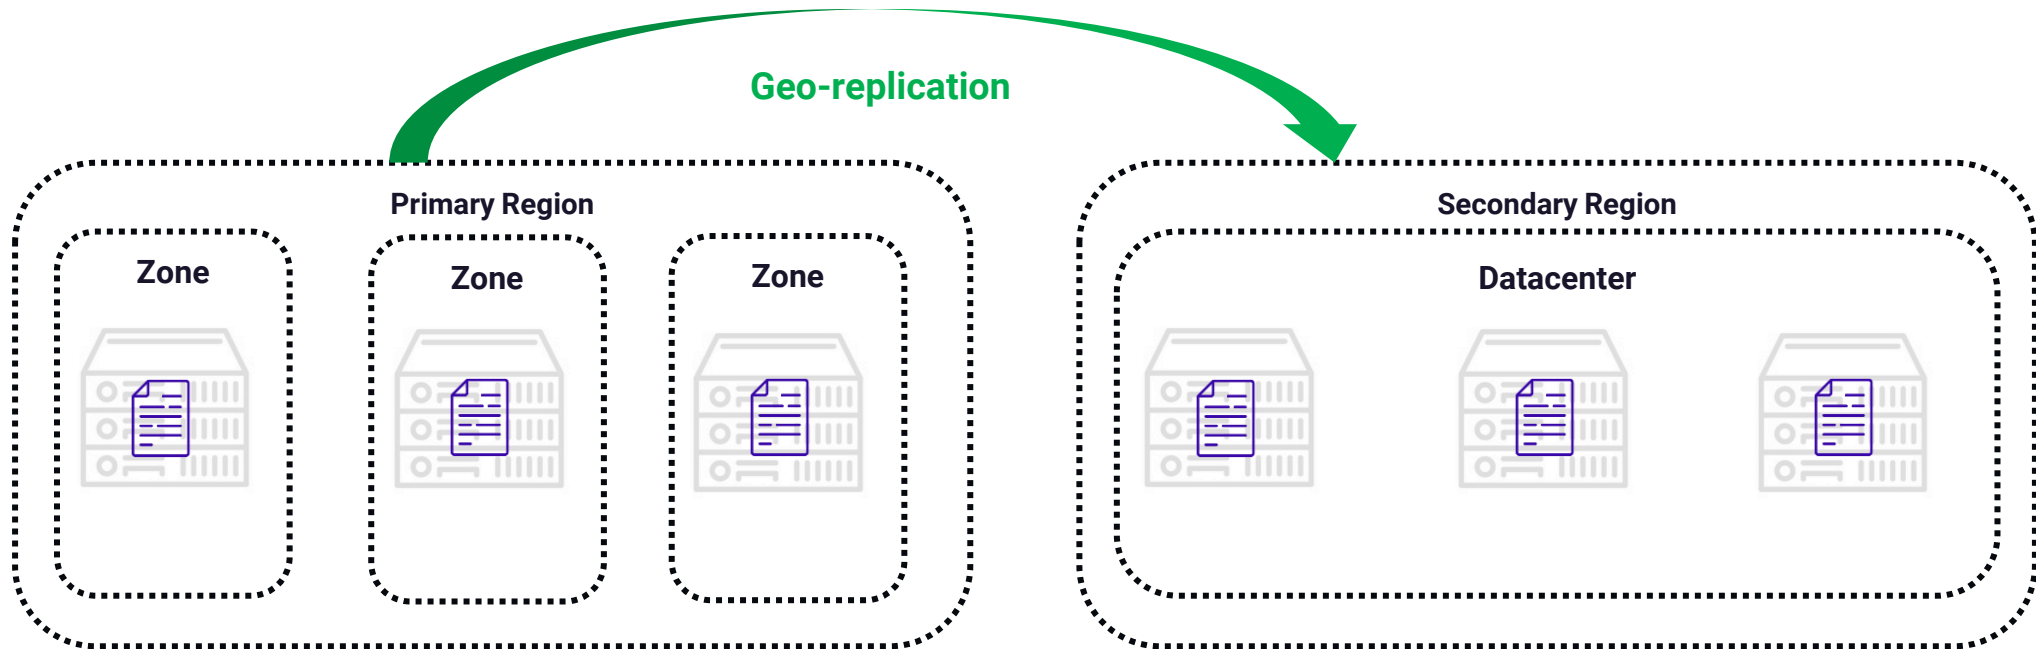 Geo-replication
Primary Region
Secondary Region
Zone
Zone
Zone
Datacenter